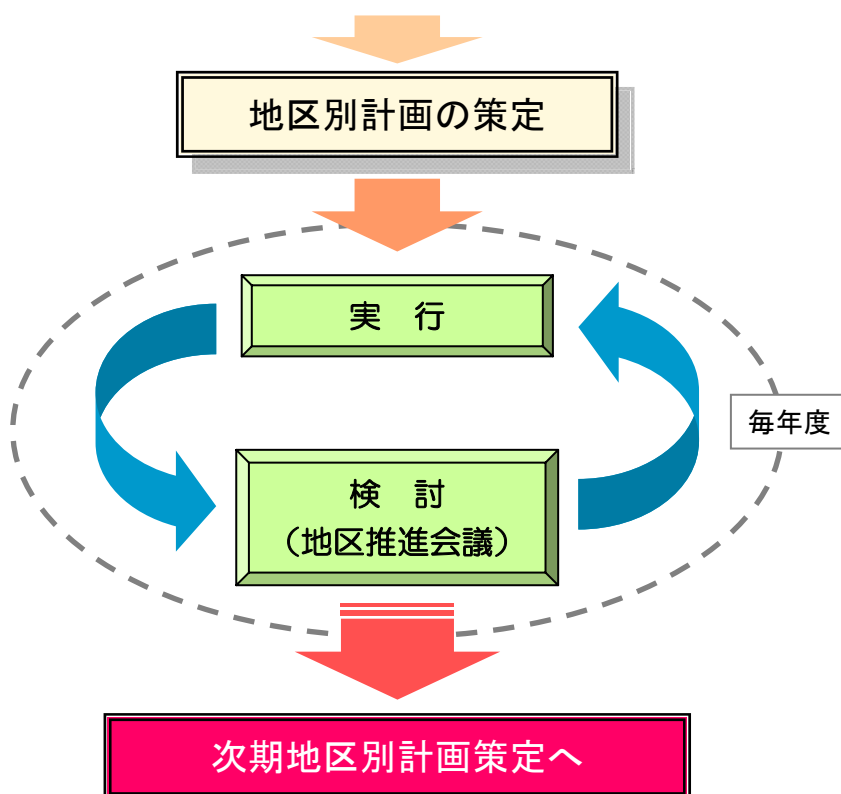 地区別計画の策定
実　行
毎年度
検　討
（地区推進会議）
次期地区別計画策定へ